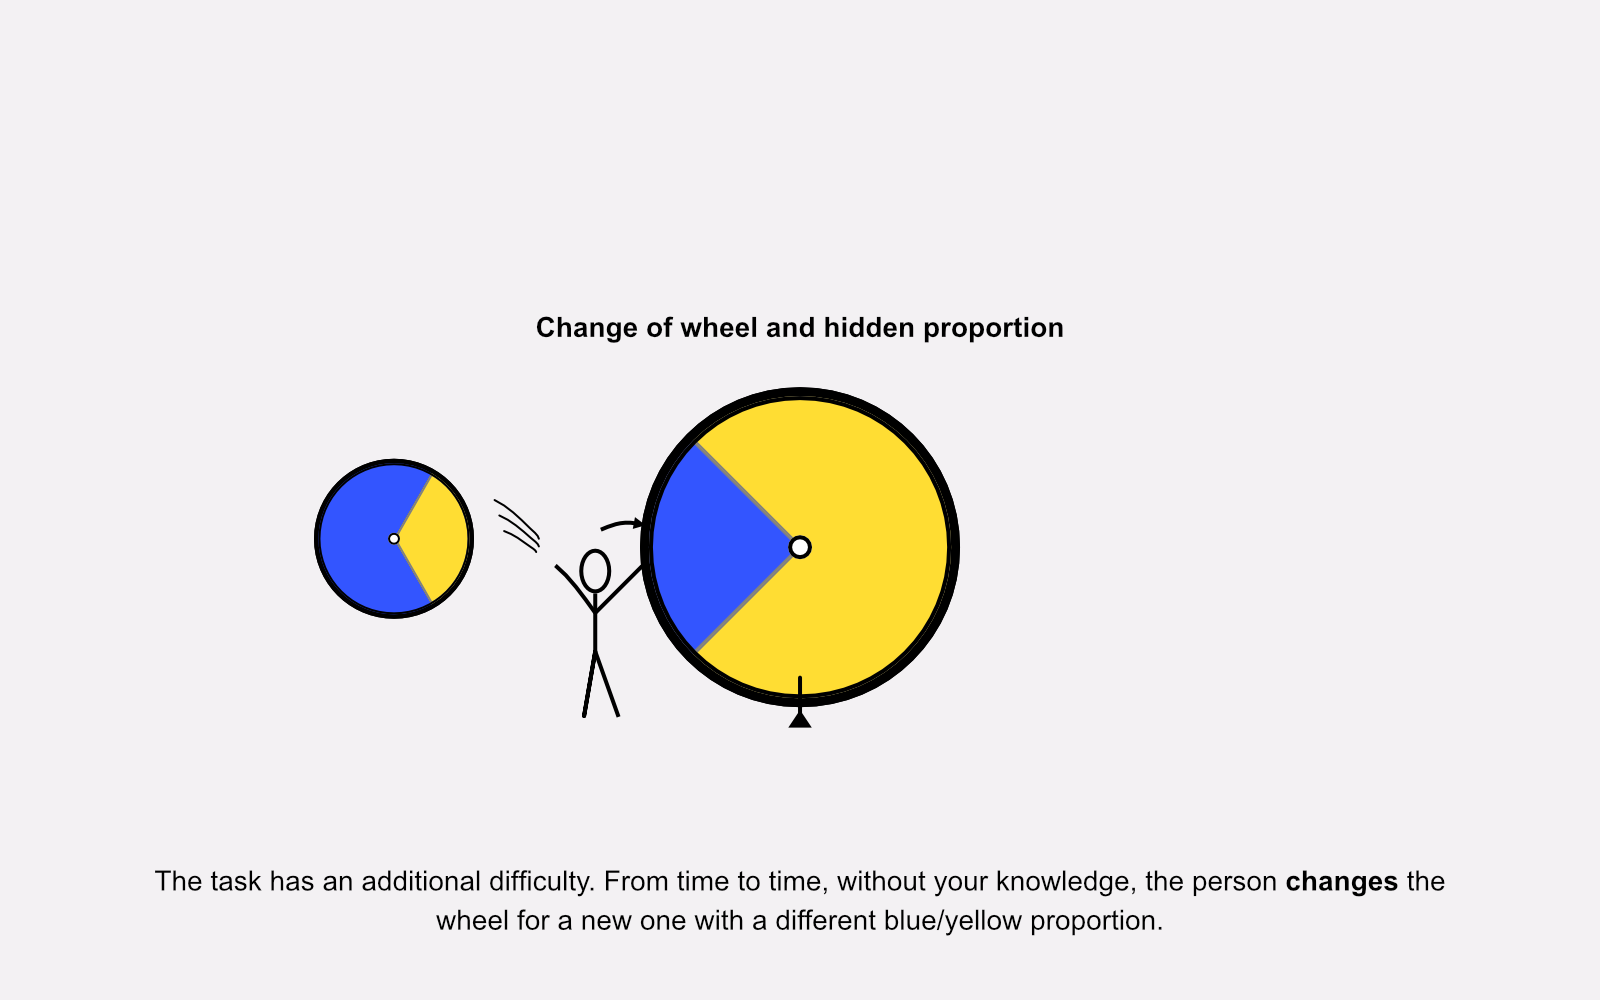 Change of wheel and hidden proportion
The task has an additional difficulty. From time to time, without your knowledge, the person changes the
wheel for a new one with a different blue/yellow proportion.